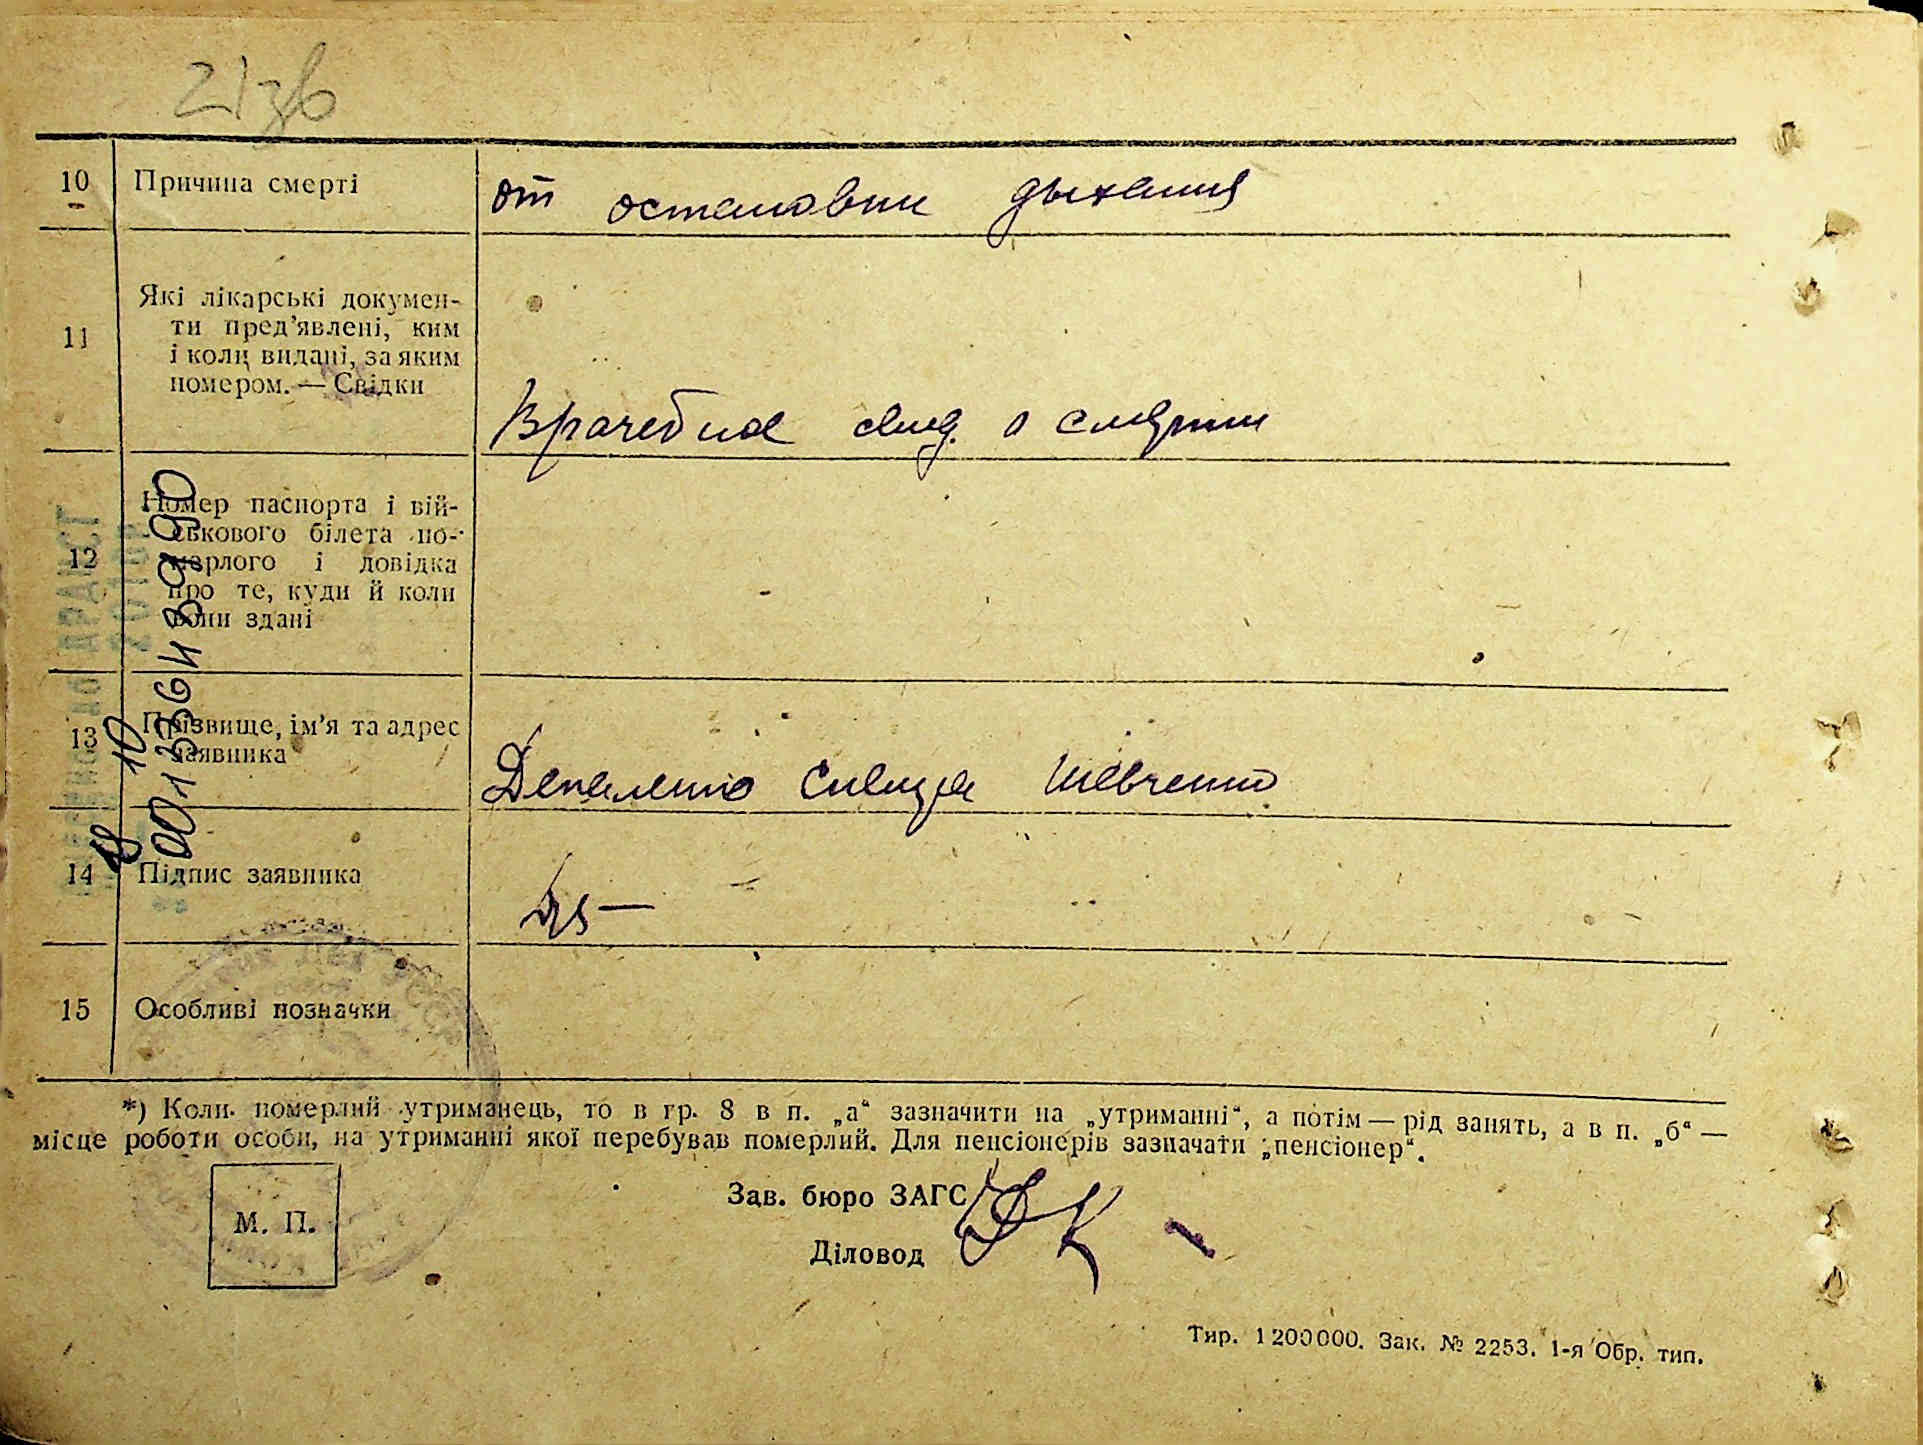 21зв
10 Причина смерті от остановки дыхания
11 Які лікарські докумен-
ти пред’явлені, ким
і коли видані, за яким
номером. — Свідки
Врачебное свид. о смерти
Номер паспорта і вій-
ськового білета по-
12 мерлого і довідка
про те, куди й коли
вони здані
13 Прізвище, ім’я та адрес
заявника
Шевченко
14 Підпис заявника
15 Особливі позначки
*) Коли померлий утриманець, то в гр. 8 в п. „а“ зазначити на „утриманні“, а потім — рід занять, а в п. „б“ —
місце роботи особи, на утриманні якої перебував померлий. Для пенсіонерів зазначати „пенсіонер“.
М. П.
Зав. бюро ЗАГС
Діловод
Тир. 1200000. Зак. № 2253. 1-я Обр. тип.